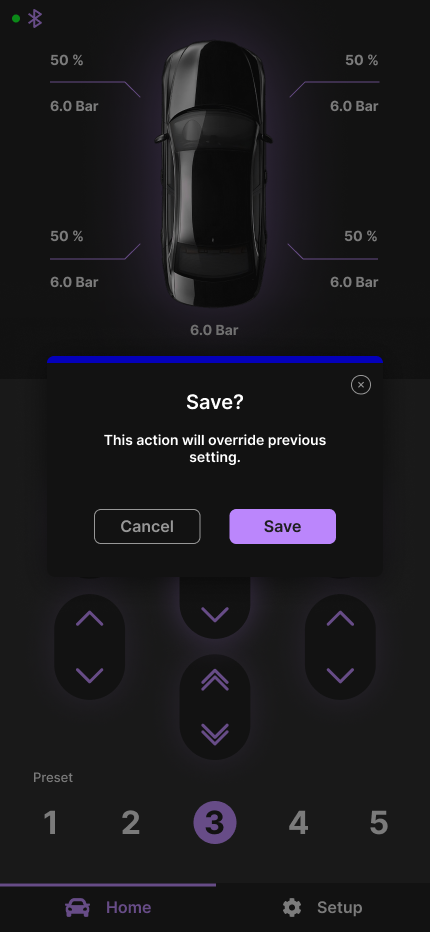 50 %
50 %
6.0 Bar
6.0 Bar
50 %
50 %
6.0 Bar
6.0 Bar
6.0 Bar
Save?
This action will override previous
setting.
Cancel
Save
Preset
1
2
3
4
5
Home
Setup